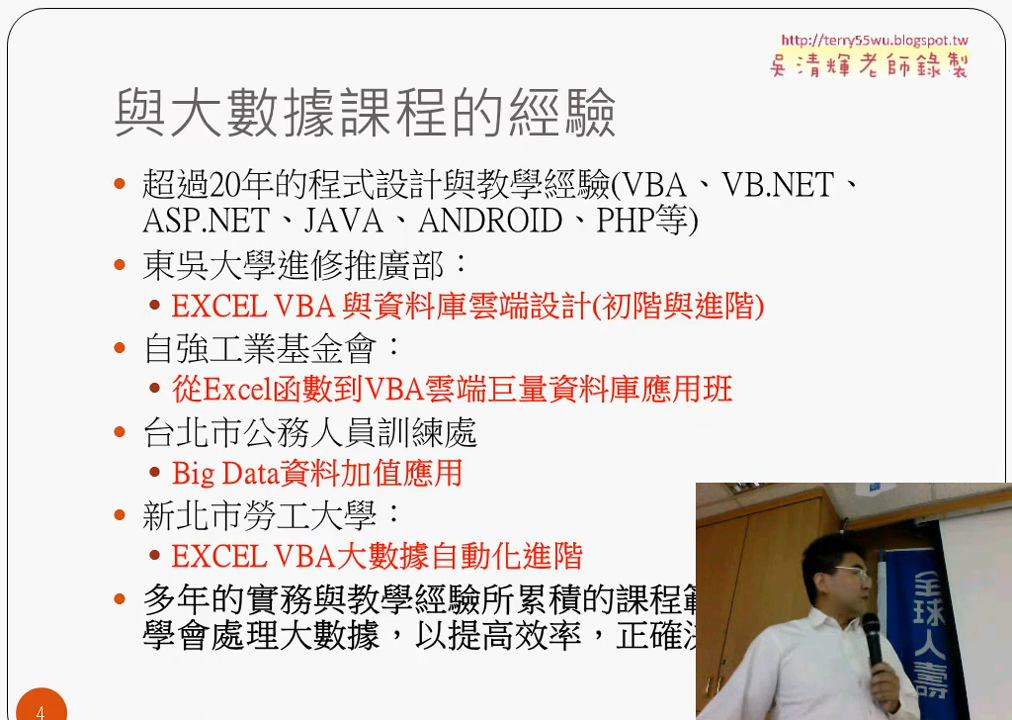 http://terry55wu.blogspot.tw
吳清輝老師錄製
與大數據課程的經驗
超過20年的程式設計與教學經驗(VBA、VB.NET、
ASP.NET、JAVA、ANDROID、PHP等)
東吳大學進修推廣部：
EXCEL VBA 與資料庫雲端設計(初階與進階)
自強工業基金會：
從Excel函數到VBA雲端巨量資料庫應用班
台北市公務人員訓練處
Big Data資料加值應用
新北市勞工大學：
EXCEL VBA大數據自動化進階
多年的實務與教學經驗所累積的課程
學會處理大數據，以提高效率，正確
全球人壽
4